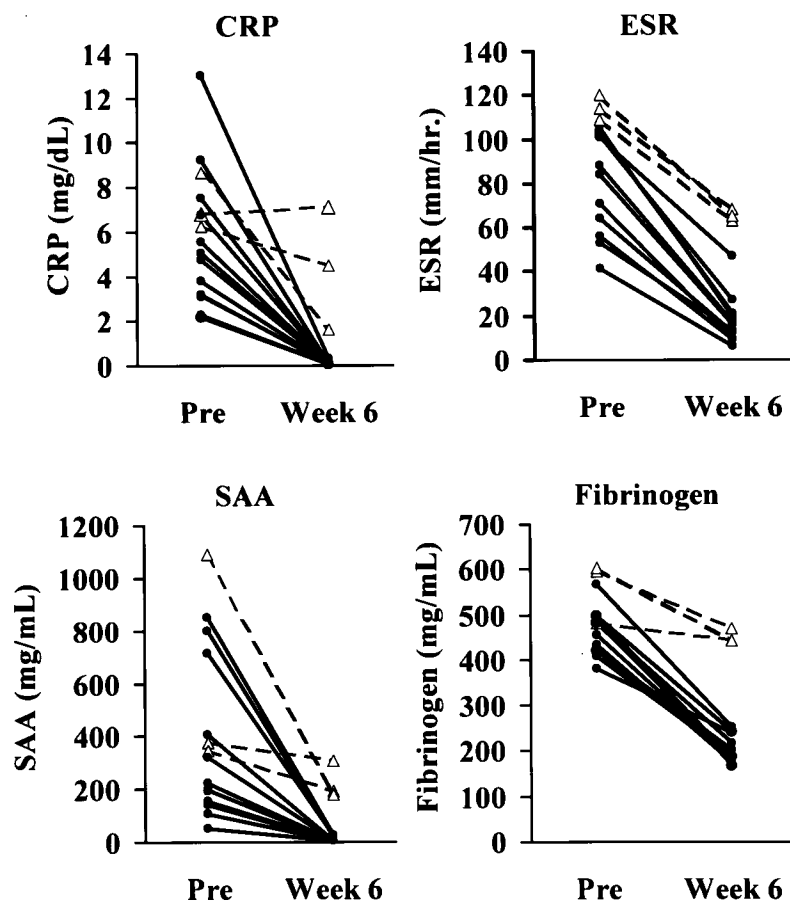 CRP
14
12
10
8
6
4
2
0
CRP (mg/dL)
Pre Week 6
ESR
140
120
100
80
60
40
20
0
ESR (mm/hr.)
Pre Week 6
SAA
1200
1000
800
600
400
200
0
SAA (mg/mL)
Pre Week 6
Fibrinogen
700
600
500
400
300
200
100
0
Fibrinogen (mg/mL)
Pre Week 6